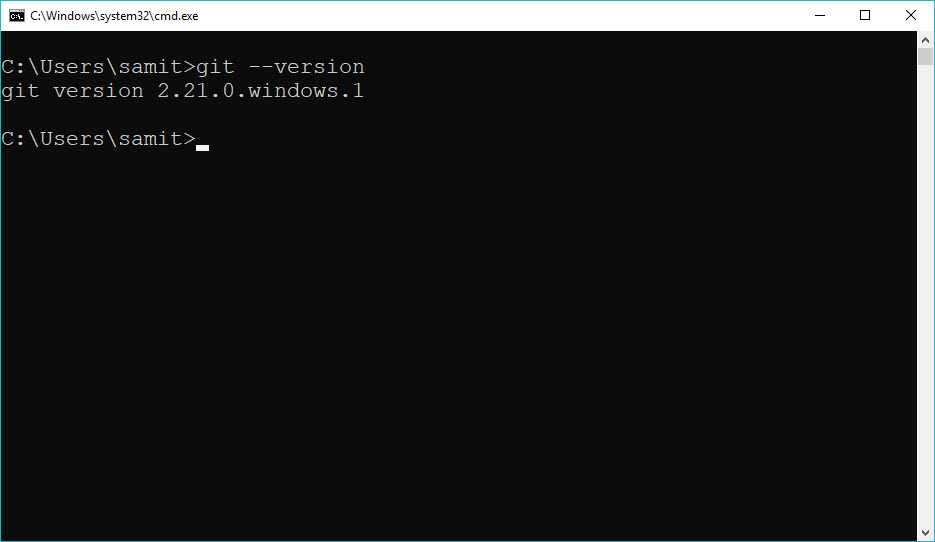 C:\Windows\system32\cmd.exe
C:\Users\samit>git --version
git version 2.21.0.windows.1
C:\Users\samit>